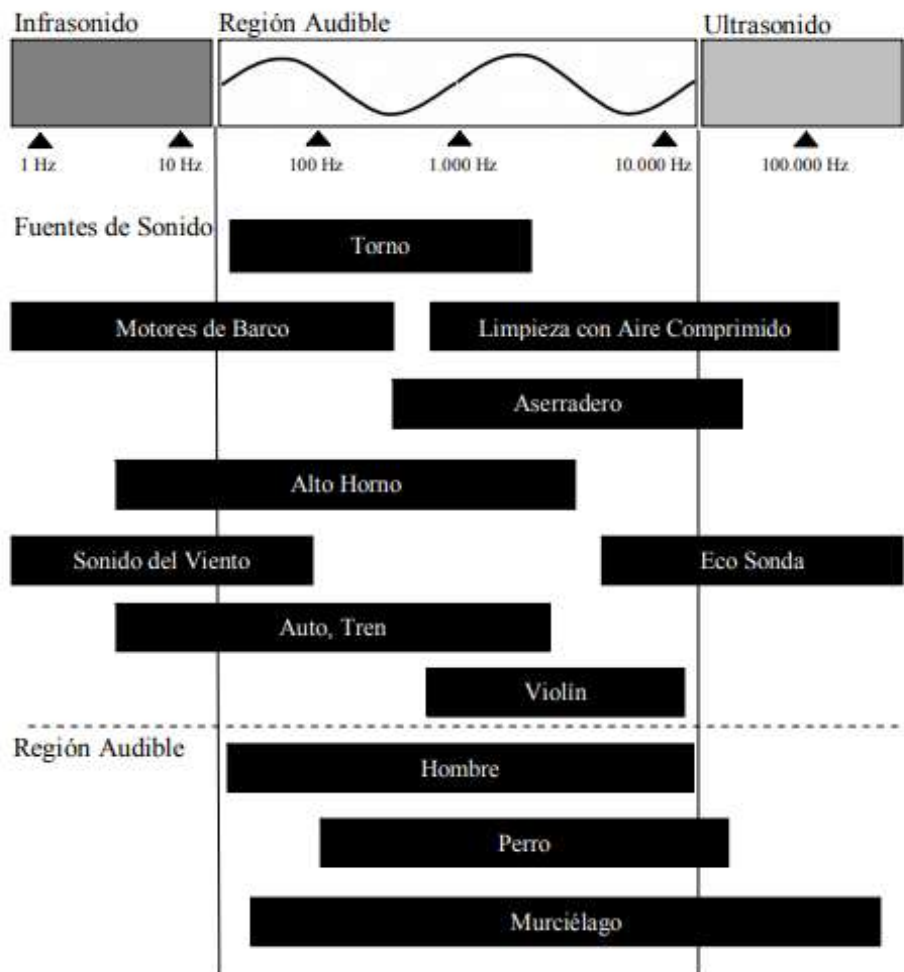 Infrasonido
Región Audible
Ultrasonido
1 Hz
10 Hz
100 Hz
1.000 Hz
10.000 Hz
100.000 Hz
Fuentes de Sonido
Torno
Motores de Barco
Limpieza con Aire Comprimido
Aserradero
Alto Horno
Sonido del Viento
Eco Sonda
Auto, Tren
Violín
Región Audible
Hombre
Perro
Murciélago